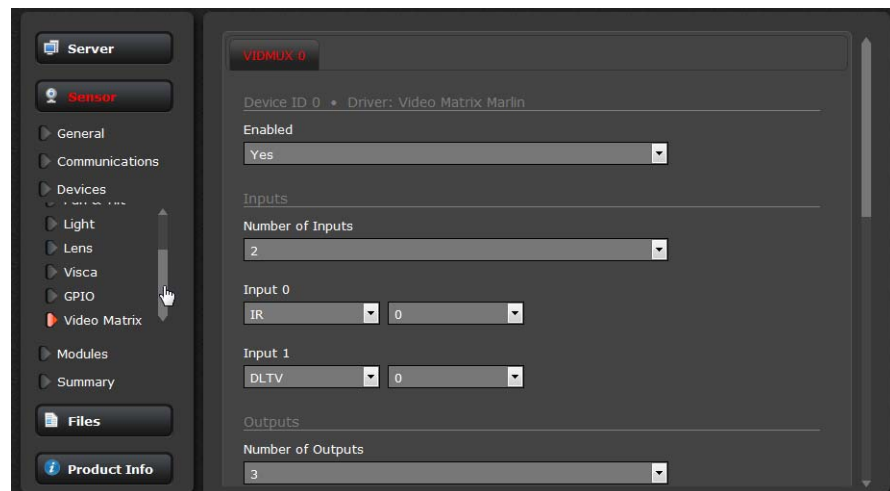 Server
Sensor
General
Communications
Devices
Light
Lens
Visca
GPIO
Video Matrix
Modules
Summary
Files
Product Info
VIDMUX 0
Device ID 0 • Driver: Video Matrix Marlin
Enabled
Yes
Inputs
Number of Inputs
2
Input 0
IR 0
Input 1
DLTV 0
Outputs
Number of Outputs
3